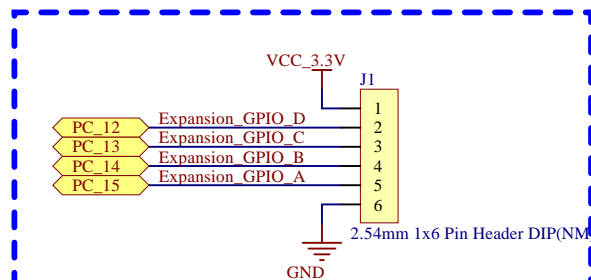 VCC_3.3V
J1
1
PC_12 Expansion_GPIO_D 2
PC_13 Expansion_GPIO_C 3
PC_14 Expansion_GPIO_B 4
PC_15 Expansion_GPIO_A 5
6
2.54mm 1x6 Pin Header DIP(NM
GND